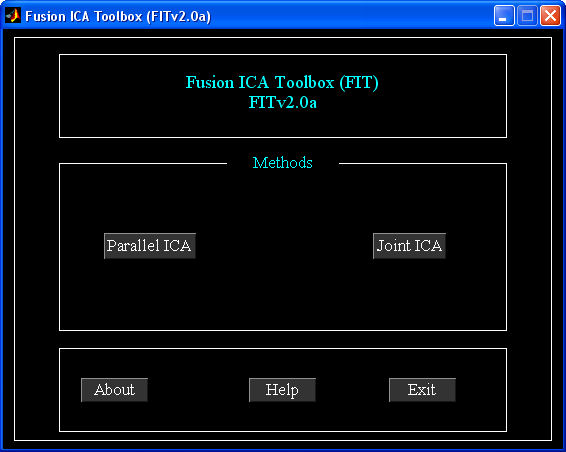 Fusion ICA Toolbox (FITv2.0a)
Fusion ICA Toolbox (FIT)
FITv2.0a
Methods
Parallel ICA
Joint ICA
About
Help
Exit